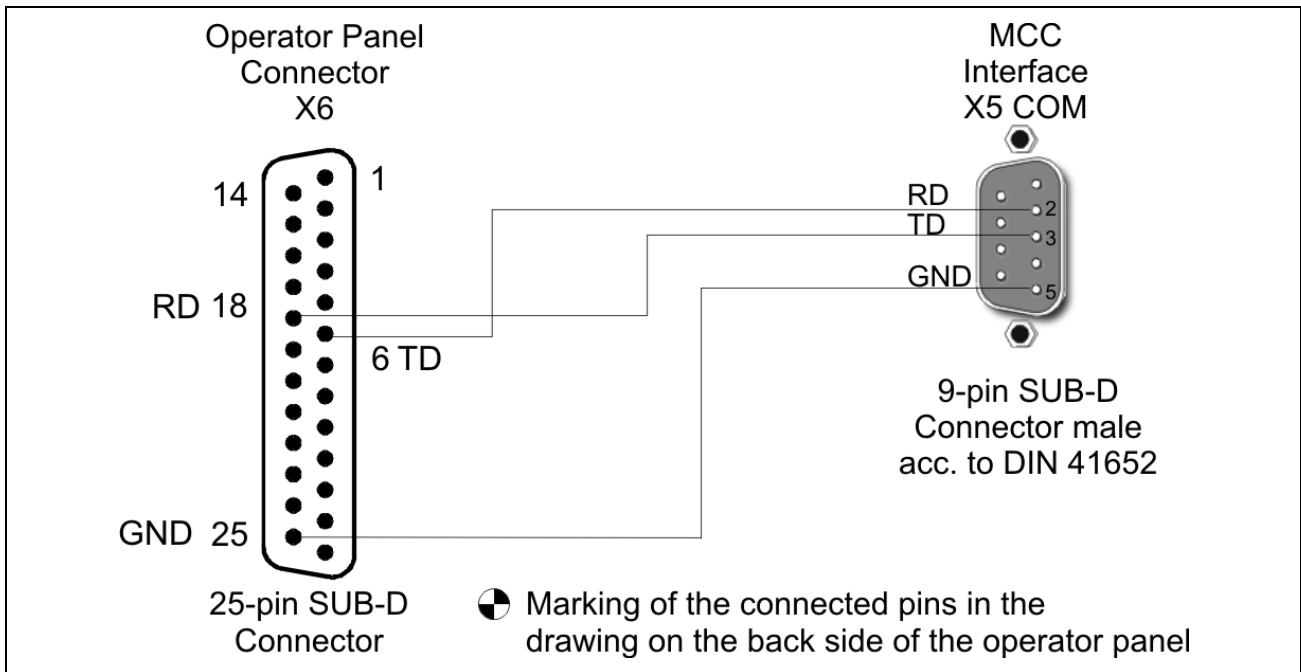 Operator Panel
Connector
X6
MCC
Interface
X5 COM
14
1
RD
2
TD
3
GND
5
RD 18
6 TD
9-pin SUB-D
Connector male
acc. to DIN 41652
GND 25
25-pin SUB-D
Connector
Marking of the connected pins in the
drawing on the back side of the operator panel